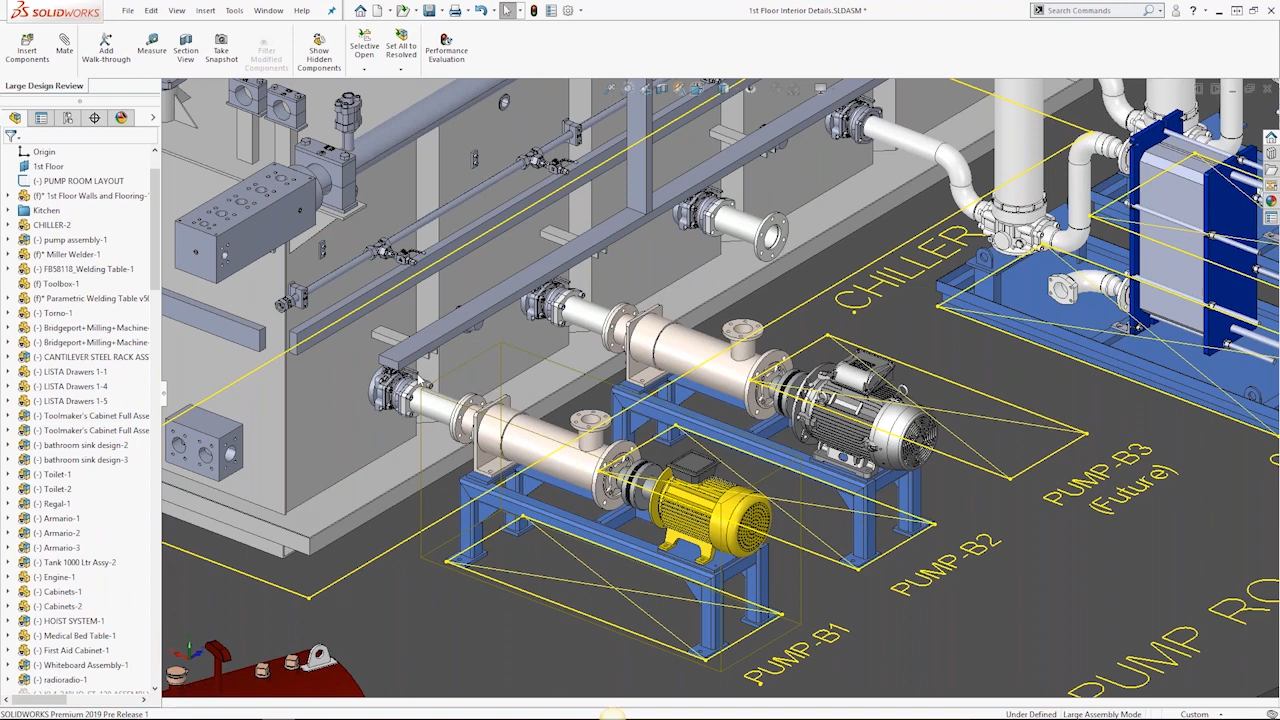 SOLIDWORKS
File
Edit
View
Insert
Tools
Window
Help
1st Floor Interior Details.SLDASM *
Search Commands
?
Insert
Components
Mate
Add
Walk-through
Measure
Section
View
Take
Snapshot
Filter
Modified
Components
Show
Hidden
Components
Selective
Open
Set All to
Resolved
Performance
Evaluation
Large Design Review
Origin
1st Floor
(-) PUMP ROOM LAYOUT
(f)* 1st Floor Walls and Flooring-
Kitchen
CHILLER-2
(-) pump assembly-1
(f)* Miller Welder-1
(-) FB58118_Welding Table-1
(f) Toolbox-1
(f)* Parametric Welding Table v50
(-) Torno-1
(-) Bridgeport+Milling+Machine-
(-) Bridgeport+Milling+Machine-
(-) CANTILEVER STEEL RACK ASS
(-) LISTA Drawers 1-1
(-) LISTA Drawers 1-4
(-) LISTA Drawers 1-5
(-) Toolmaker's Cabinet Full Asse
(-) Toolmaker's Cabinet Full Asse
(-) bathroom sink design-2
(-) bathroom sink design-3
(-) Toilet-1
(-) Toilet-2
(-) Regal-1
(-) Armario-1
(-) Armario-2
(-) Armario-3
(-) Tank 1000 Ltr Assy-2
(-) Engine-1
(-) Cabinets-1
(-) Cabinets-2
(-) HOIST SYSTEM-1
(-) Medical Bed Table-1
(-) First Aid Cabinet-1
(-) Whiteboard Assembly-1
(-) radioradio-1
CHILLER
PUMP-B3
(Future)
PUMP-B2
PUMP-B1
PUMP RO
SOLIDWORKS Premium 2019 Pre Release 1
Under Defined
Large Assembly Mode
Custom